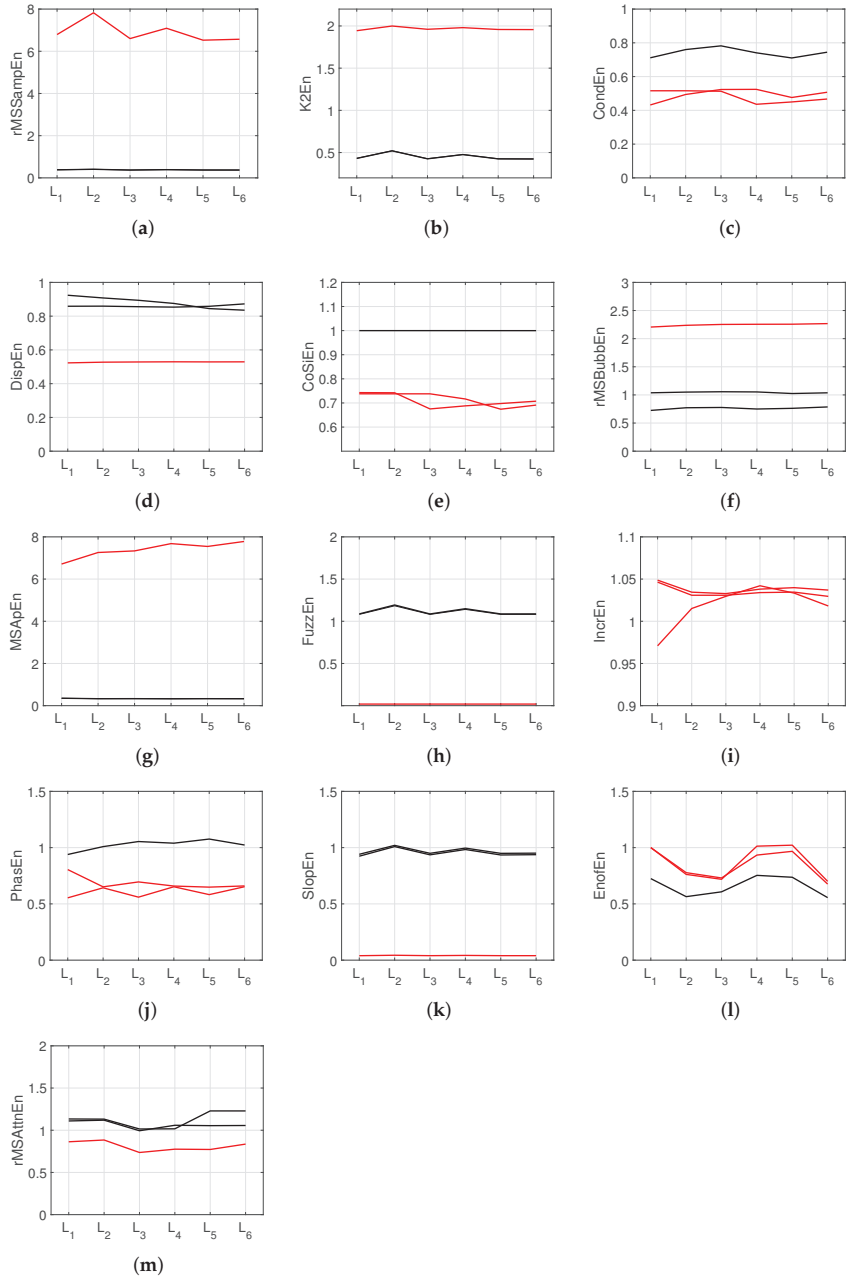 8
6
4
2
0
rMSSampEn
L1 L2 L3 L4 L5 L6
(a)
2
1.5
1
0.5
K2En
L1 L2 L3 L4 L5 L6
(b)
1
0.8
0.6
0.4
0.2
0
CondEn
L1 L2 L3 L4 L5 L6
(c)
1
0.8
0.6
0.4
0.2
0
DispEn
L1 L2 L3 L4 L5 L6
(d)
1.2
1.1
1
0.9
0.8
0.7
0.6
CoSiEn
L1 L2 L3 L4 L5 L6
(e)
3
2.5
2
1.5
1
0.5
0
rMSBubbEn
L1 L2 L3 L4 L5 L6
(f)
8
6
4
2
0
MSApEn
L1 L2 L3 L4 L5 L6
(g)
2
1.5
1
0.5
FuzzEn
L1 L2 L3 L4 L5 L6
(h)
1.1
1.05
1
0.95
0.9
IncrEn
L1 L2 L3 L4 L5 L6
(i)
1.5
1
0.5
0
PhasEn
L1 L2 L3 L4 L5 L6
(j)
1.5
1
0.5
0
SlopEn
L1 L2 L3 L4 L5 L6
(k)
1.5
1
0.5
0
EnofEn
L1 L2 L3 L4 L5 L6
(l)
2
1.5
1
0.5
0
rMSAttnEn
L1 L2 L3 L4 L5 L6
(m)